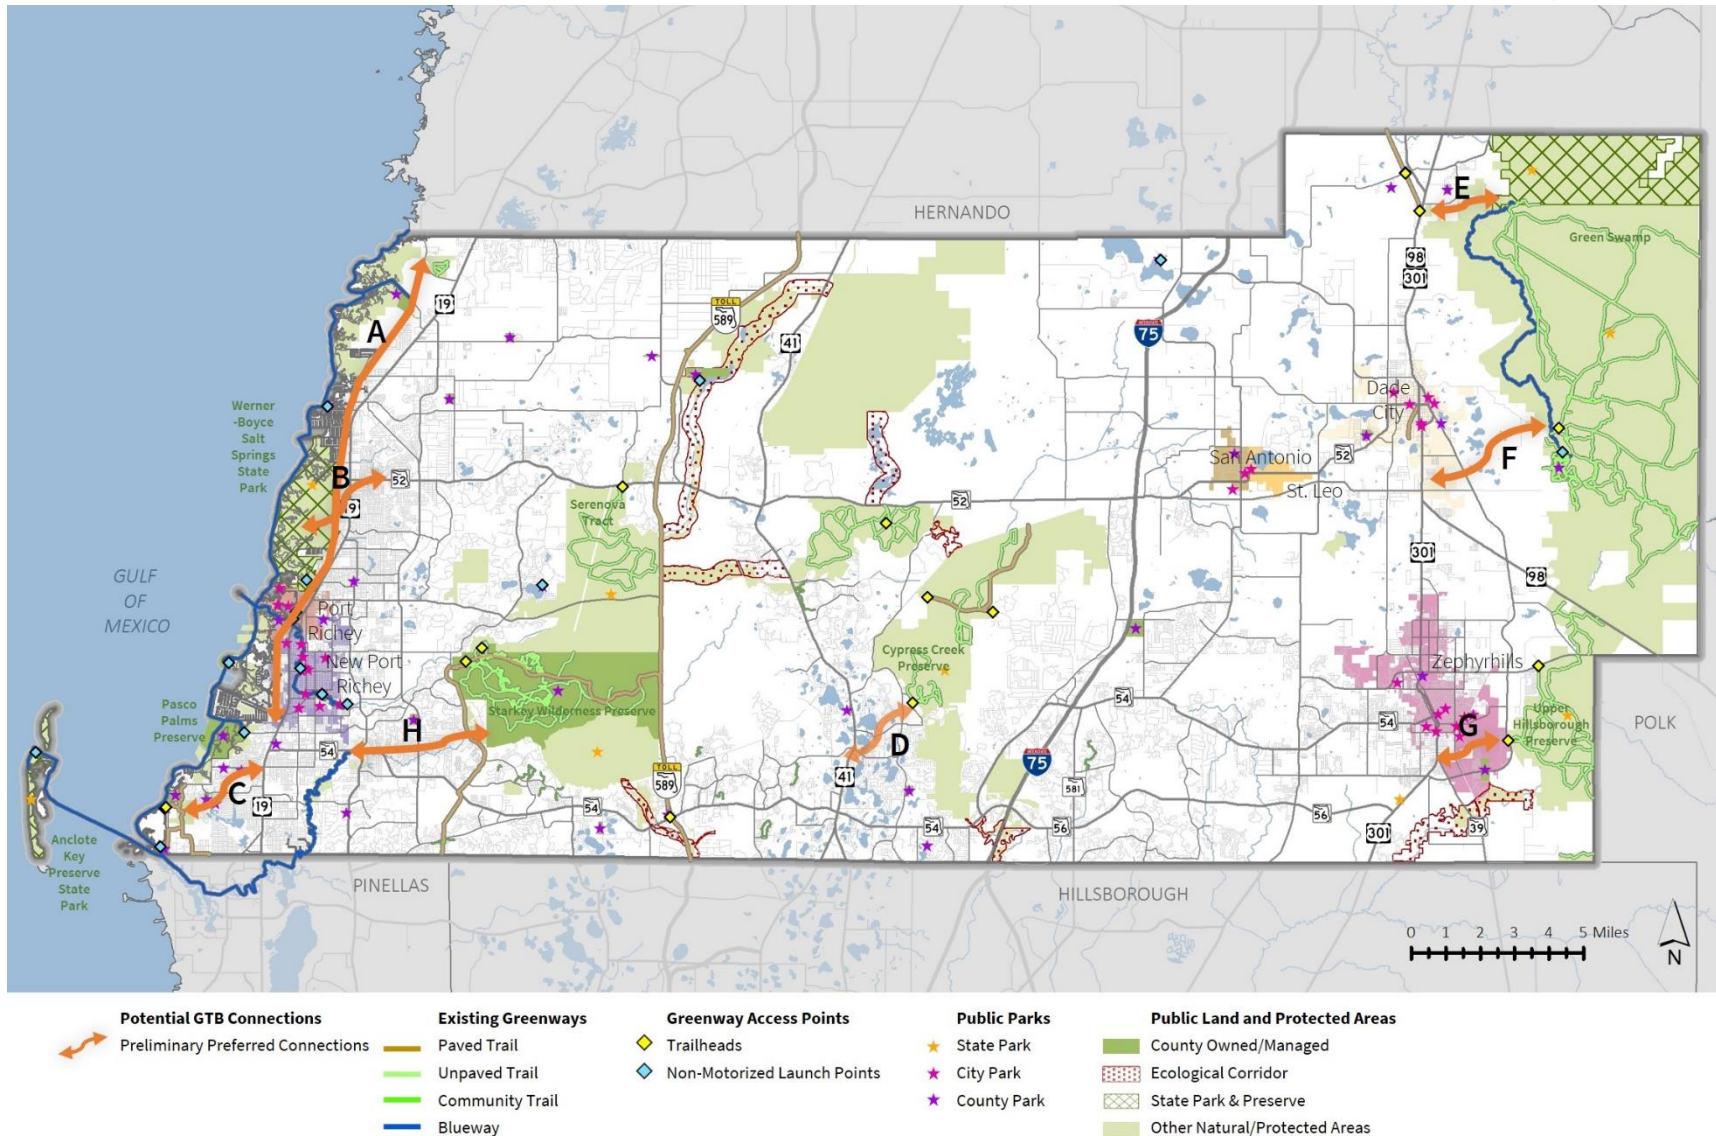 HERNANDO
E
Green Swamp
98
301
19
A
TOLL
589
41
75
Werner
-Boyce
Salt
Springs
State
Park
Dade
City
B
52
19
52
San Antonio
52
St. Leo
F
Serenova
Tract
52
301
98
GULF
OF
MEXICO
Port
Richey
New Port
Richey
Cypress Creek
Preserve
Zephyrhills
Pasco
Palms
Preserve
Starkey Wilderness Preserve
54
54
Upper
Hillsborough
Preserve
POLK
H
54
D
G
41
75
TOLL
589
C
19
581
54
54
56
56
301
39
Anclote
Key
Preserve
State
Park
PINELLAS
HILLSBOROUGH
0 1 2 3 4 5 Miles
N
Potential GTB Connections
Preliminary Preferred Connections
Existing Greenways
Paved Trail
Unpaved Trail
Community Trail
Blueway
Greenway Access Points
Trailheads
Non-Motorized Launch Points
Public Parks
State Park
City Park
County Park
Public Land and Protected Areas
County Owned/Managed
Ecological Corridor
State Park & Preserve
Other Natural/Protected Areas